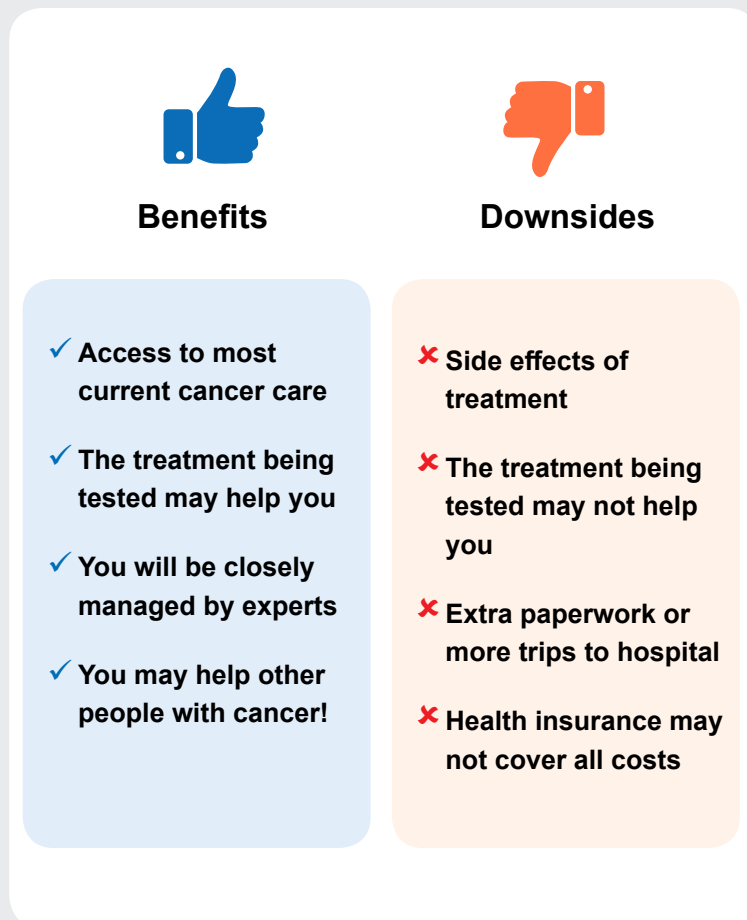 Benefits
Access to most
current cancer care
The treatment being
tested may help you
You will be closely
managed by experts
You may help other
people with cancer!
Downsides
Side effects of
treatment
The treatment being
tested may not help
you
Extra paperwork or
more trips to hospital
Health insurance may
not cover all costs